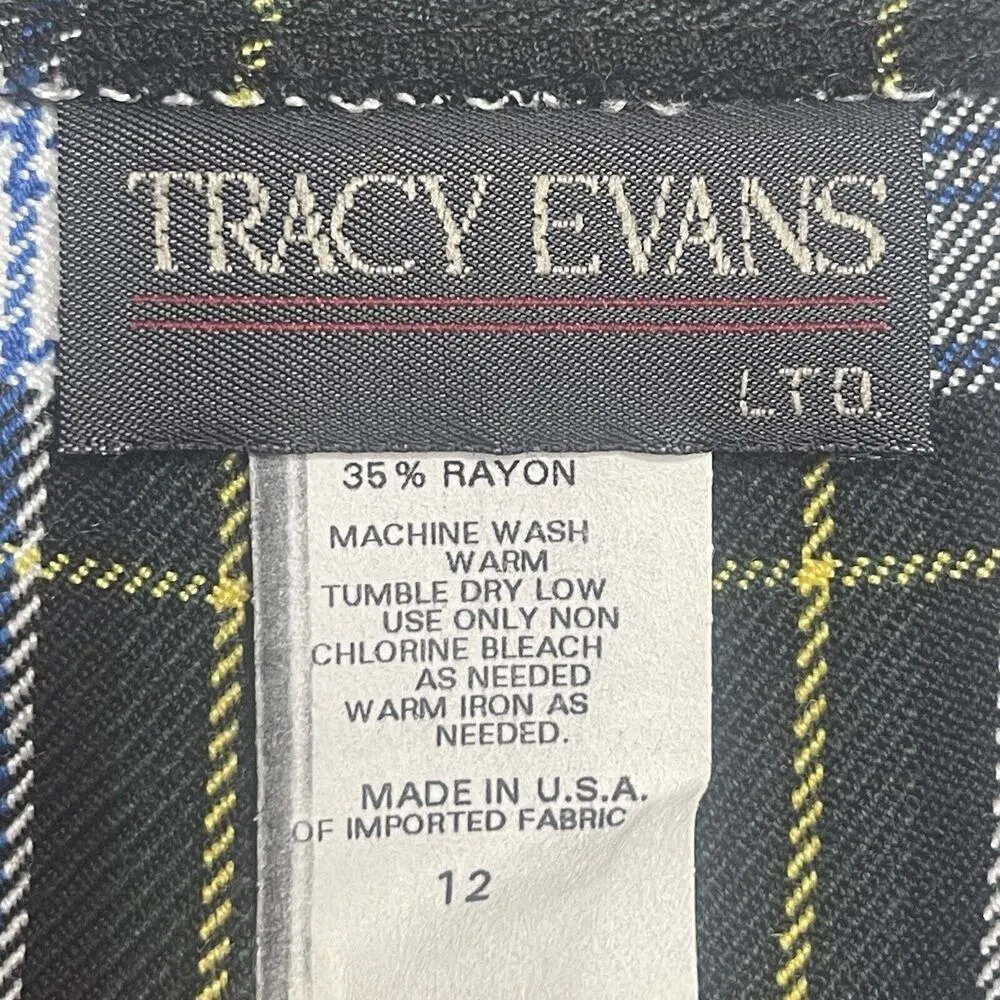 TRACY EVANS
LTD.
35% RAYON
MACHINE WASH
WARM
TUMBLE DRY LOW
USE ONLY NON
CHLORINE BLEACH
AS NEEDED
WARM IRON AS
NEEDED.
MADE IN U.S.A.
OF IMPORTED FABRIC
12